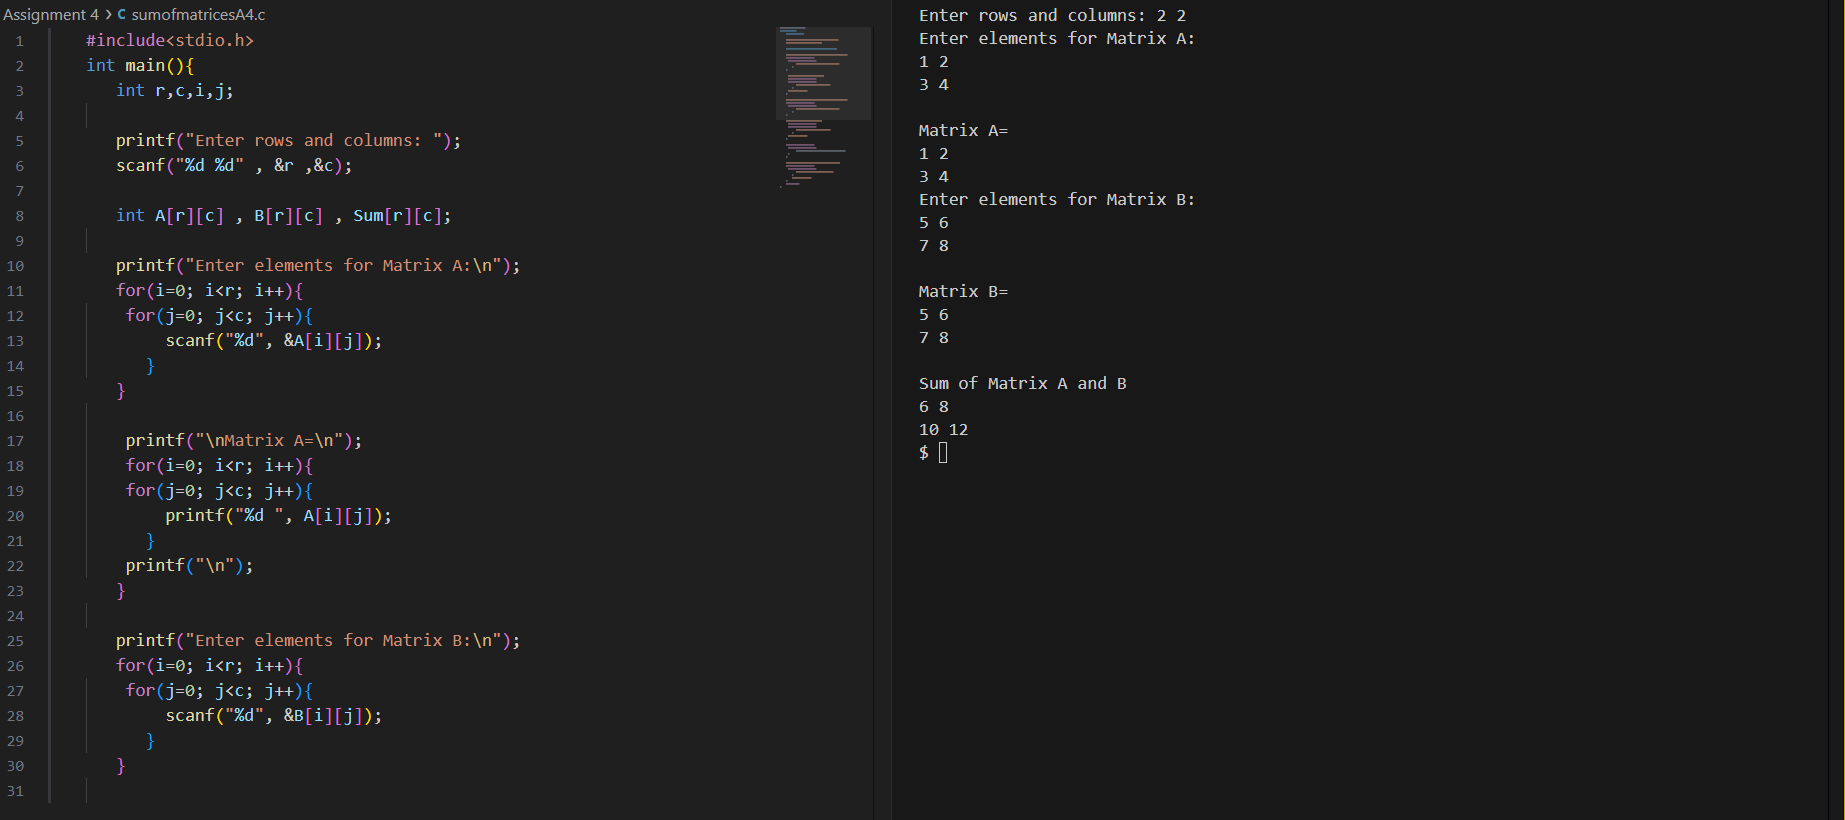 Assignment 4 > C sumofmatricesA4.c
1 #include<stdio.h>
2 int main(){
3 int r,c,i,j;
4
5 printf("Enter rows and columns: ");
6 scanf("%d %d" , &r ,&c);
7
8 int A[r][c] , B[r][c] , Sum[r][c];
9
10 printf("Enter elements for Matrix A:\n");
11 for(i=0; i<r; i++){
12 for(j=0; j<c; j++){
13 scanf("%d", &A[i][j]);
14 }
15 }
16
17 printf("\nMatrix A=\n");
18 for(i=0; i<r; i++){
19 for(j=0; j<c; j++){
20 printf("%d ", A[i][j]);
21 }
22 printf("\n");
23 }
24
25 printf("Enter elements for Matrix B:\n");
26 for(i=0; i<r; i++){
27 for(j=0; j<c; j++){
28 scanf("%d", &B[i][j]);
29 }
30 }
31
Enter rows and columns: 2 2
Enter elements for Matrix A:
1 2
3 4
Matrix A=
1 2
3 4
Enter elements for Matrix B:
5 6
7 8
Matrix B=
5 6
7 8
Sum of Matrix A and B
6 8
10 12
$